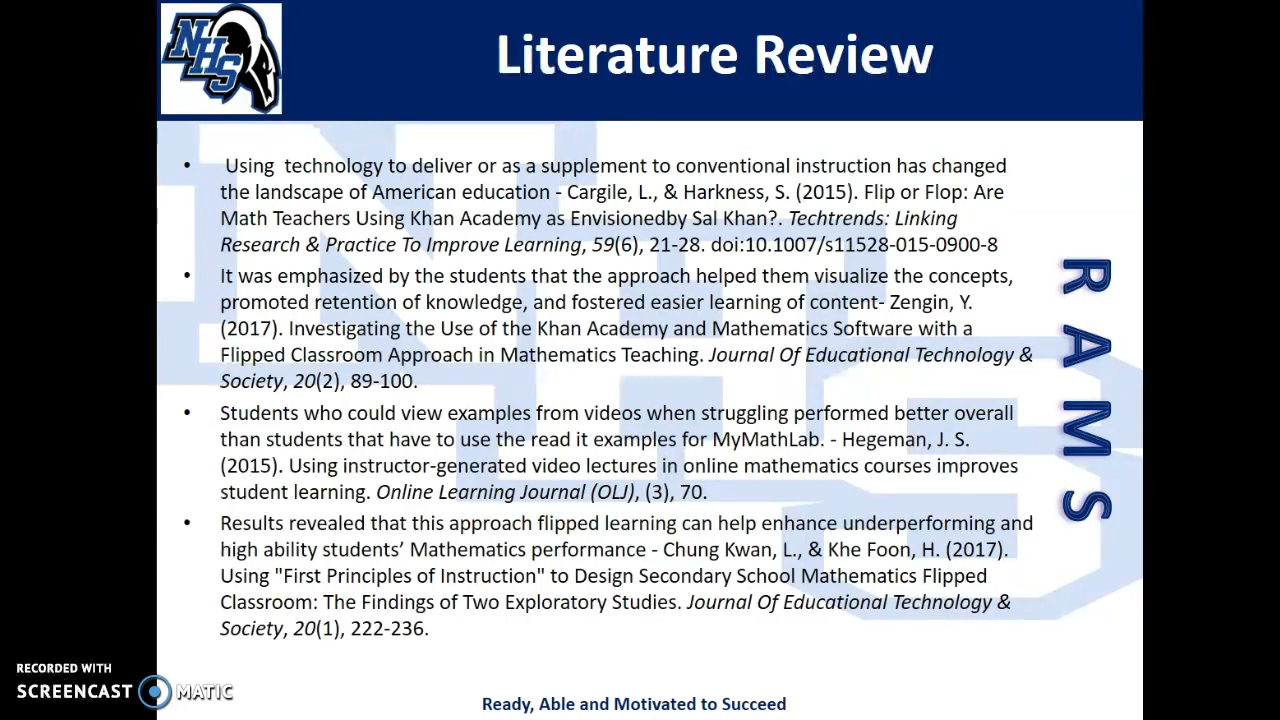 NHS
Literature Review
• Using technology to deliver or as a supplement to conventional instruction has changed
the landscape of American education - Cargile, L., & Harkness, S. (2015). Flip or Flop: Are
Math Teachers Using Khan Academy as Envisionedby Sal Khan?. Techtrends: Linking
Research & Practice To Improve Learning, 59(6), 21-28. doi:10.1007/s11528-015-0900-8
• It was emphasized by the students that the approach helped them visualize the concepts,
promoted retention of knowledge, and fostered easier learning of content- Zengin, Y.
(2017). Investigating the Use of the Khan Academy and Mathematics Software with a
Flipped Classroom Approach in Mathematics Teaching. Journal Of Educational Technology &
Society, 20(2), 89-100.
• Students who could view examples from videos when struggling performed better overall
than students that have to use the read it examples for MyMathLab. - Hegeman, J. S.
(2015). Using instructor-generated video lectures in online mathematics courses improves
student learning. Online Learning Journal (OLJ), (3), 70.
• Results revealed that this approach flipped learning can help enhance underperforming and
high ability students’ Mathematics performance - Chung Kwan, L., & Khe Foon, H. (2017).
Using "First Principles of Instruction" to Design Secondary School Mathematics Flipped
Classroom: The Findings of Two Exploratory Studies. Journal Of Educational Technology &
Society, 20(1), 222-236.
RAMS
Ready, Able and Motivated to Succeed
RECORDED WITH
SCREENCAST MATIC